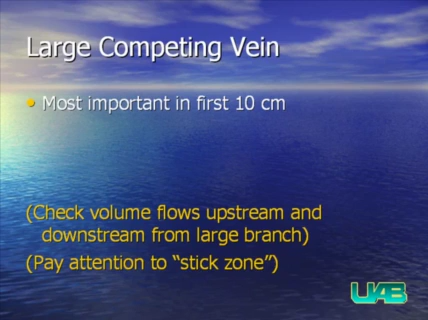 Large Competing Vein
• Most important in first 10 cm
(Check volume flows upstream and
downstream from large branch)
(Pay attention to “stick zone”)
UAB